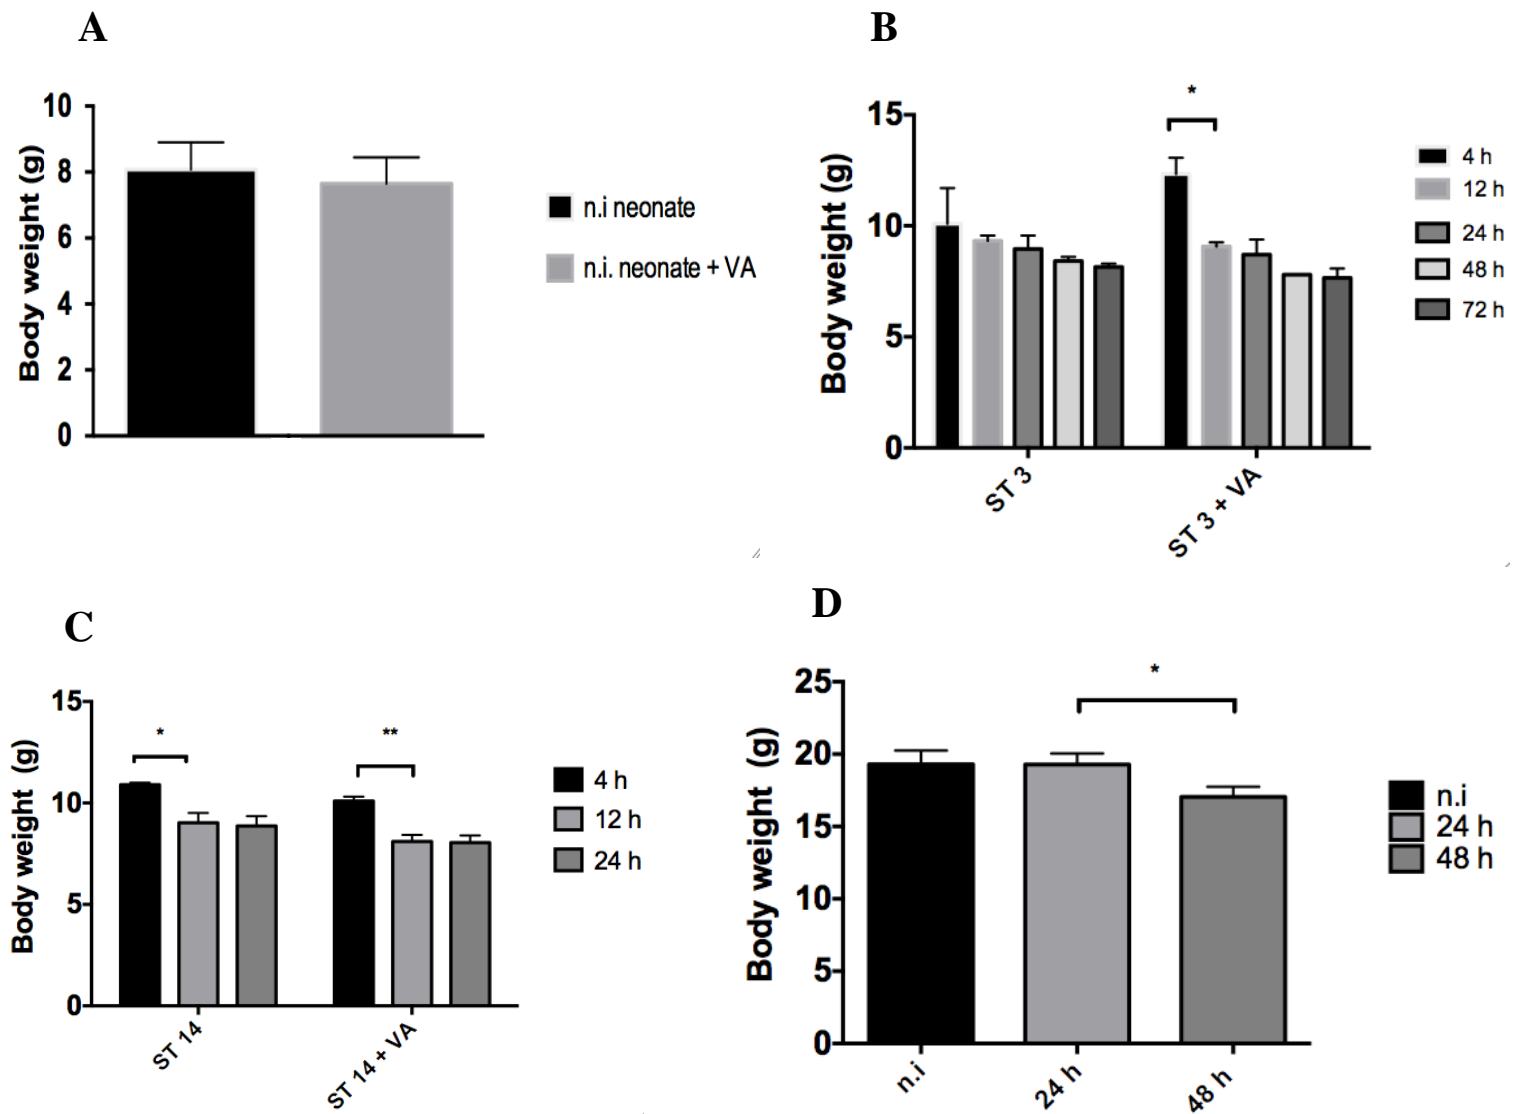 A
Body weight (g)
10
8
6
4
2
0
n.i neonate
n.i. neonate + VA
B
Body weight (g)
15
10
5
0
*
ST 3
ST 3 + VA
4 h
12 h
24 h
48 h
72 h
C
Body weight (g)
15
10
5
0
*
**
ST 14
ST 14 + VA
4 h
12 h
24 h
D
Body weight (g)
25
20
15
10
5
0
*
n.i
24 h
48 h
n.i
24 h
48 h